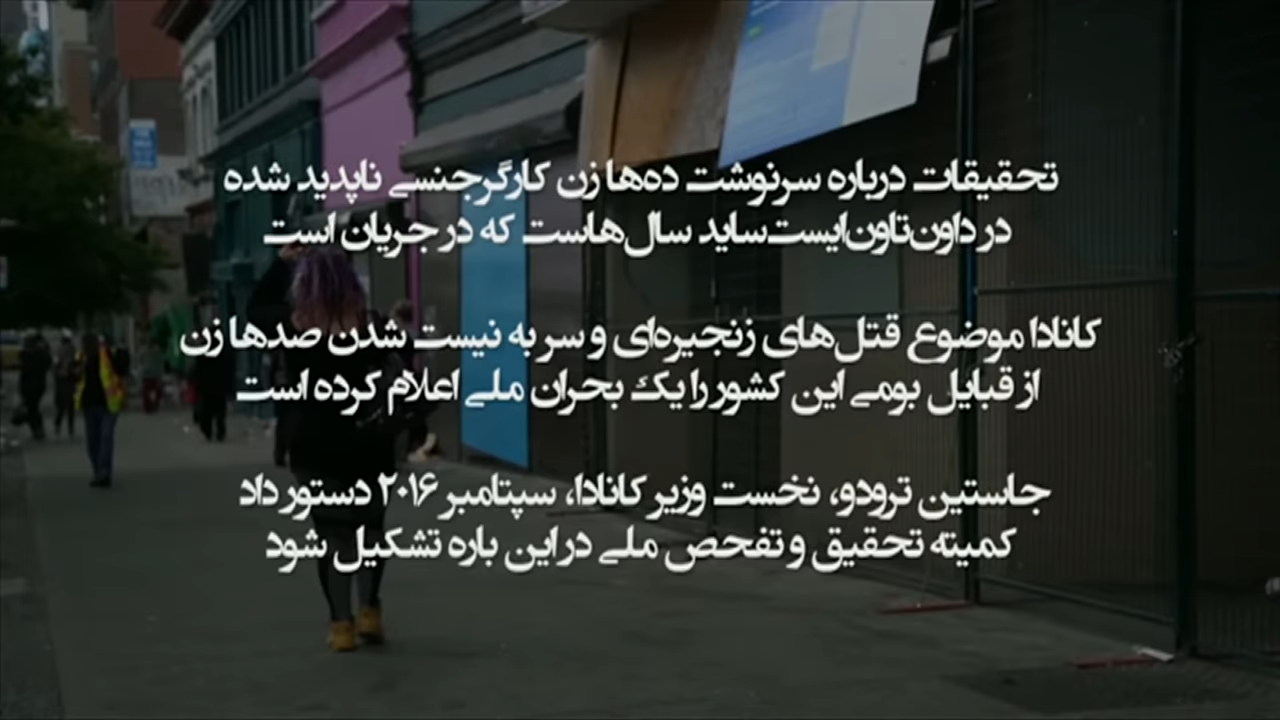 تحقیقات درباره سرنوشت ده‌ها زن کارگرجنسی ناپدید شده
در داون‌تاون‌ایست‌ساید سال‌هاست که در جریان است
کانادا موضوع قتل‌های زنجیره‌ای و سر به نیست شدن صدها زن
از قبایل بومی این کشور را یک بحران ملی اعلام کرده است
جاستین ترودو، نخست وزیر کانادا، سپتامبر ۲۰۱۶ دستور داد
کمیته تحقیق و تفحص ملی در این باره تشکیل شود